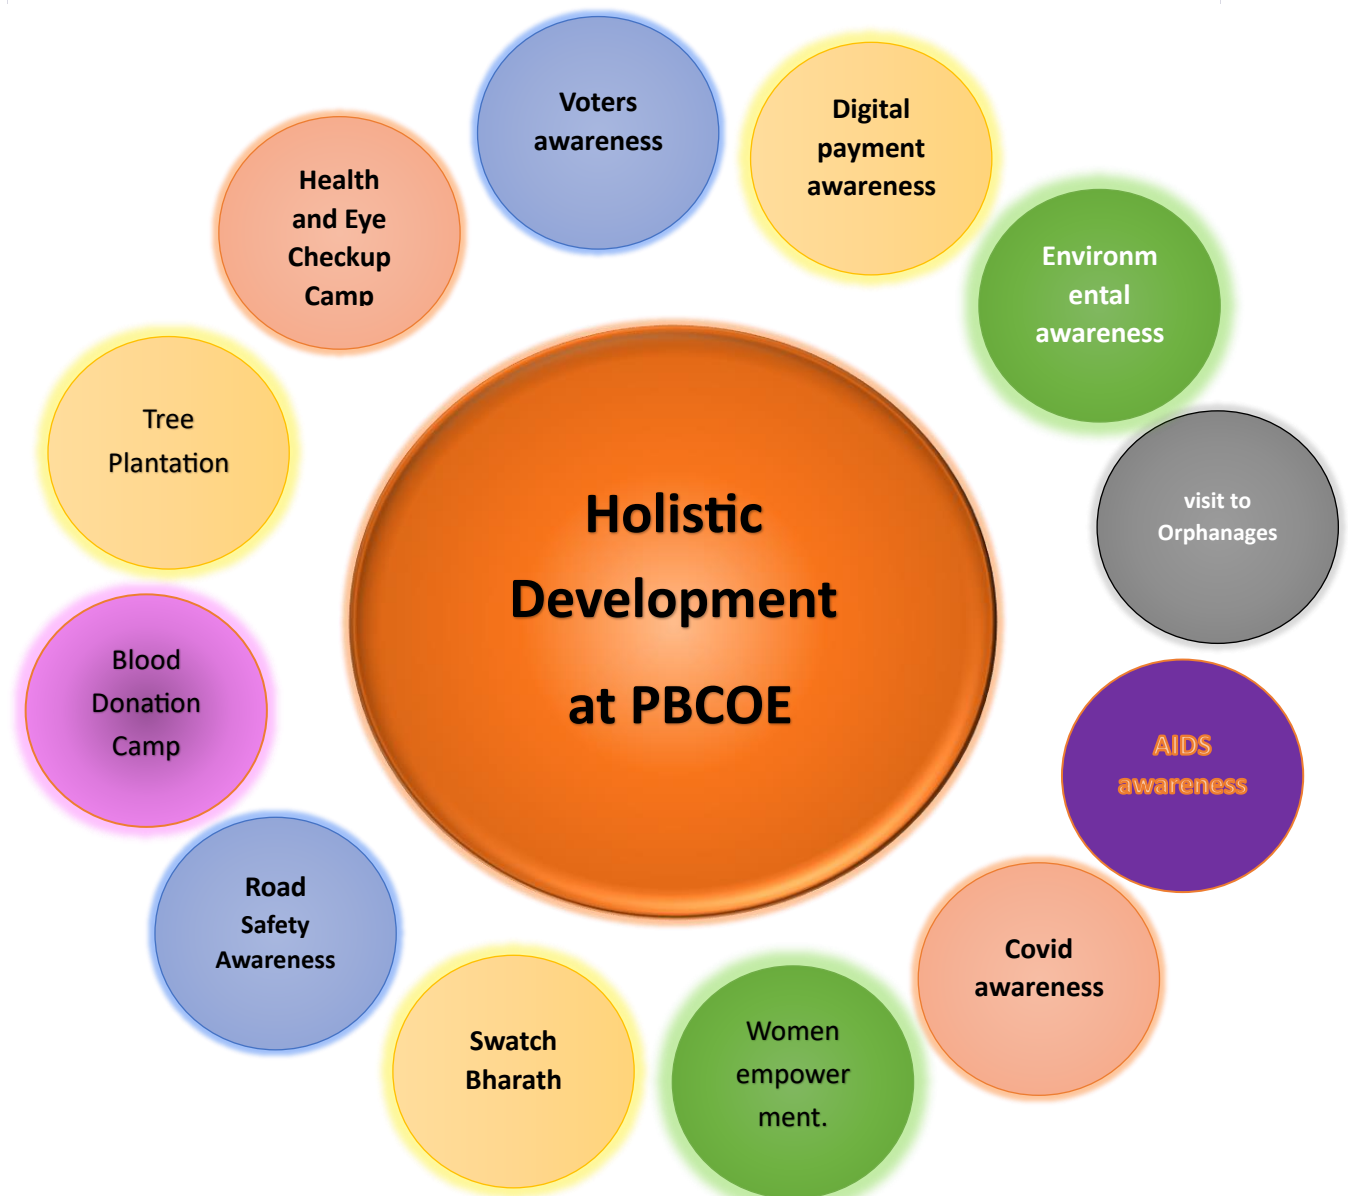 Voters
awareness
Digital
payment
awareness
Health
and Eye
Checkup
Camp
Environm
ental
awareness
Tree
Plantation
visit to
Orphanages
Holistic
Development
at PBCOE
Blood
Donation
Camp
AIDS
awareness
Road
Safety
Awareness
Covid
awareness
Swatch
Bharath
Women
empower
ment.